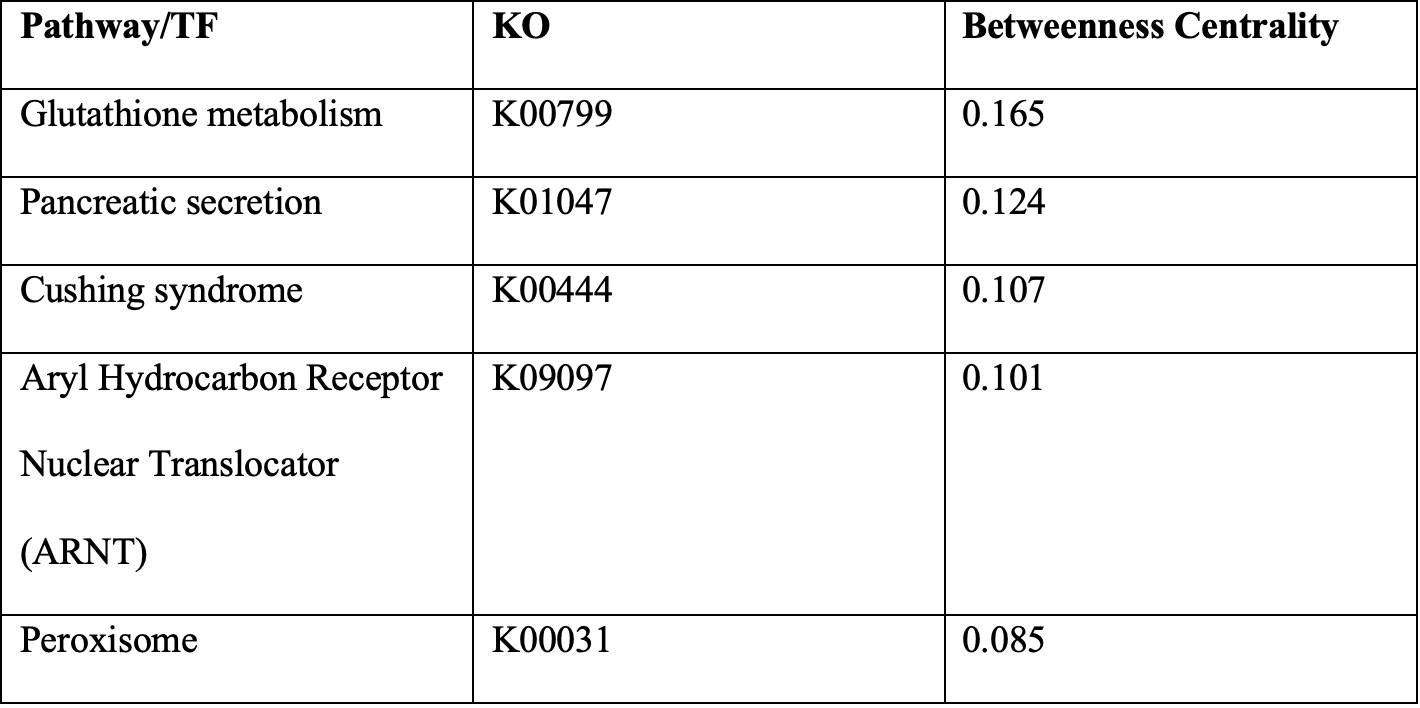 Pathway/TF KO Betweenness Centrality
Glutathione metabolism K00799 0.165
Pancreatic secretion K01047 0.124
Cushing syndrome K00444 0.107
Aryl Hydrocarbon Receptor K09097 0.101
Nuclear Translocator
(ARNT)
Peroxisome K00031 0.085